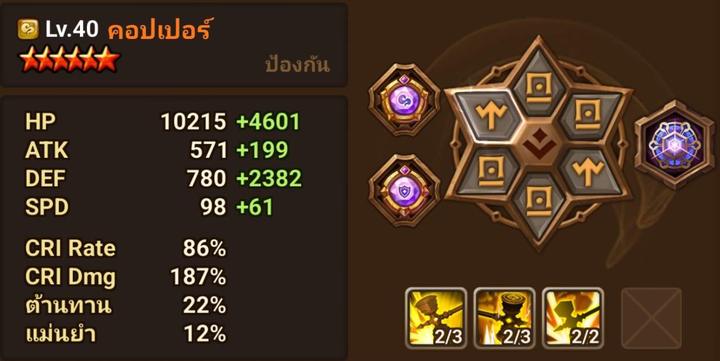 Lv.40 คอปเปอร์
ป้องกัน
HP 10215 +4601
ATK 571 +199
DEF 780 +2382
SPD 98 +61
CRI Rate 86%
CRI Dmg 187%
ต้านทาน 22%
แม่นยำ 12%
2/3 2/3 2/2